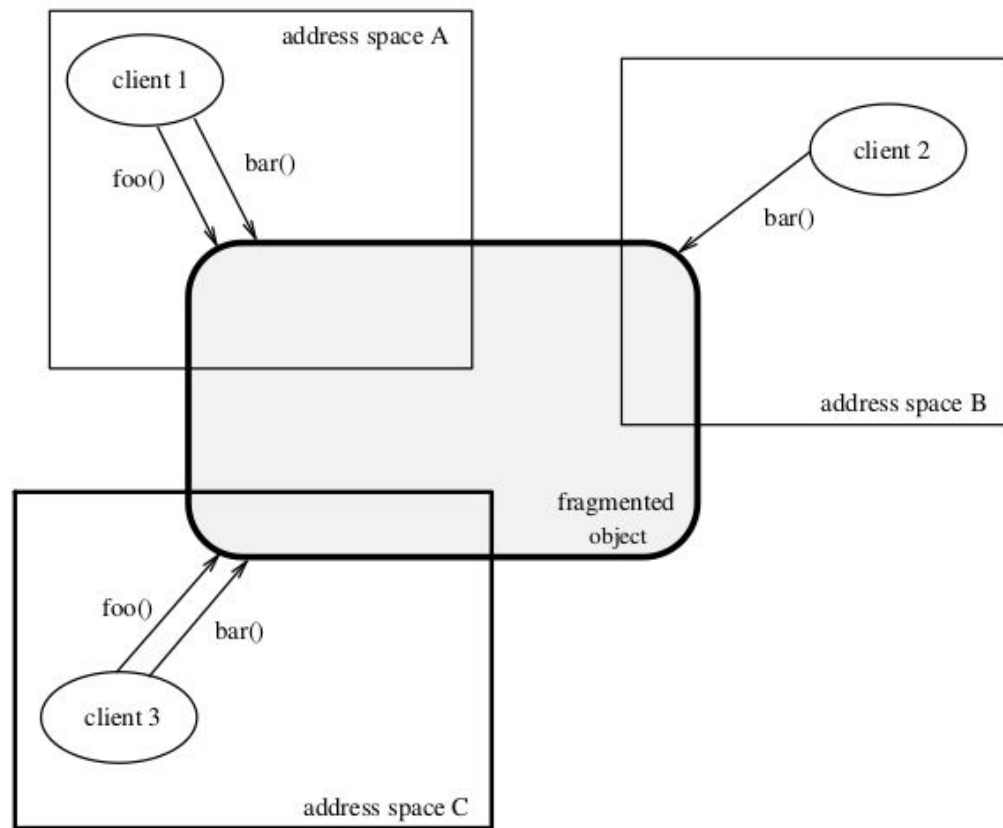 address space A
client 1
foo()
bar()
client 2
bar()
address space B
fragmented
object
foo()
bar()
client 3
address space C